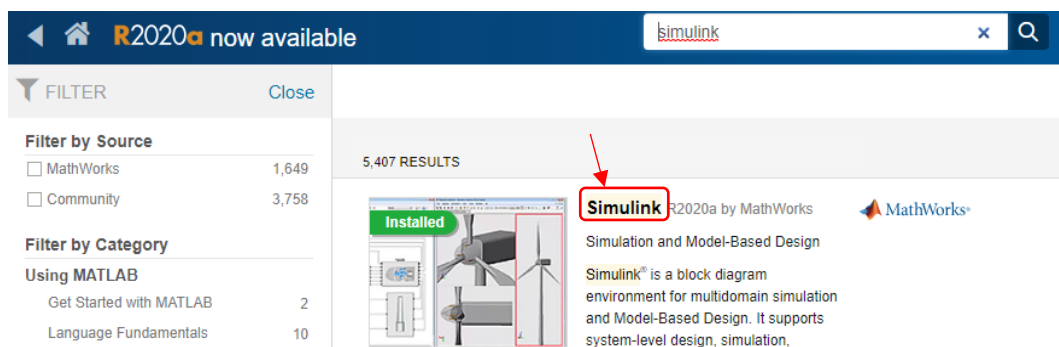 R2020a now available
simulink
FILTER Close
Filter by Source
MathWorks 1,649
Community 3,758
Filter by Category
Using MATLAB
Get Started with MATLAB 2
Language Fundamentals 10
5,407 RESULTS
Installed
Simulink R2020a by MathWorks
MathWorks®
Simulation and Model-Based Design
Simulink® is a block diagram
environment for multidomain simulation
and Model-Based Design. It supports
system-level design, simulation,